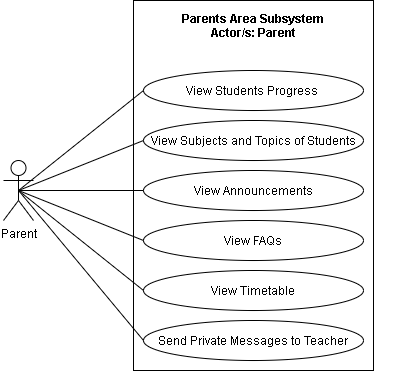 Parents Area Subsystem
Actor/s: Parent
View Students Progress
View Subjects and Topics of Students
View Announcements
Parent
View FAQs
View Timetable
Send Private Messages to Teacher